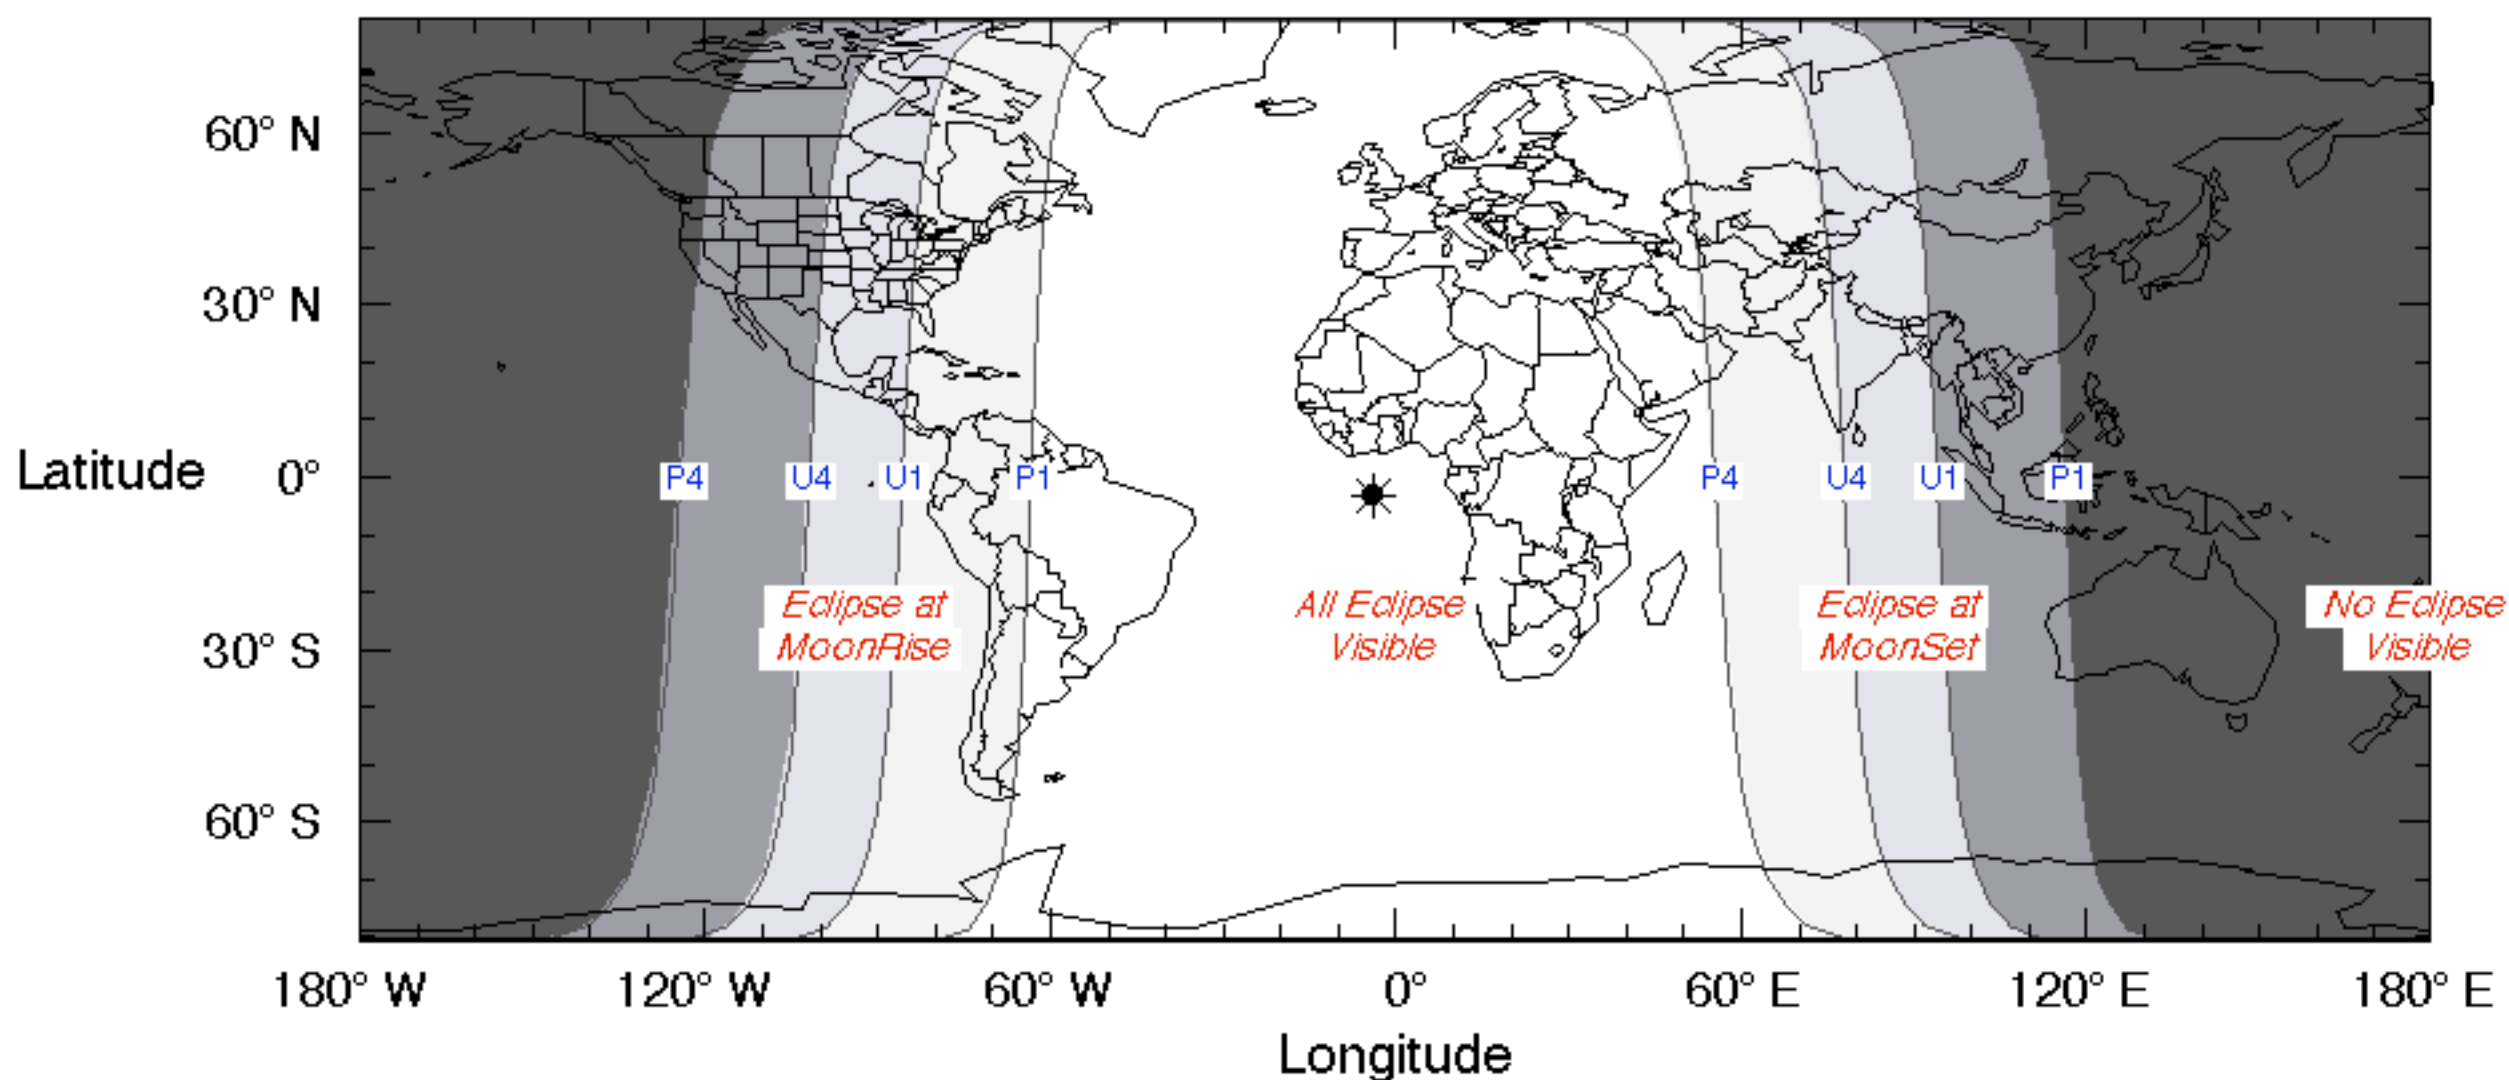 60° N
30° N
Latitude 0°
P4 U4 U1 P1 P4 U4 U1 P1
Eclipse at MoonRise
All Eclipse Visible
Eclipse at MoonSet
No Eclipse Visible
30° S
60° S
180° W 120° W 60° W 0° 60° E 120° E 180° E
Longitude